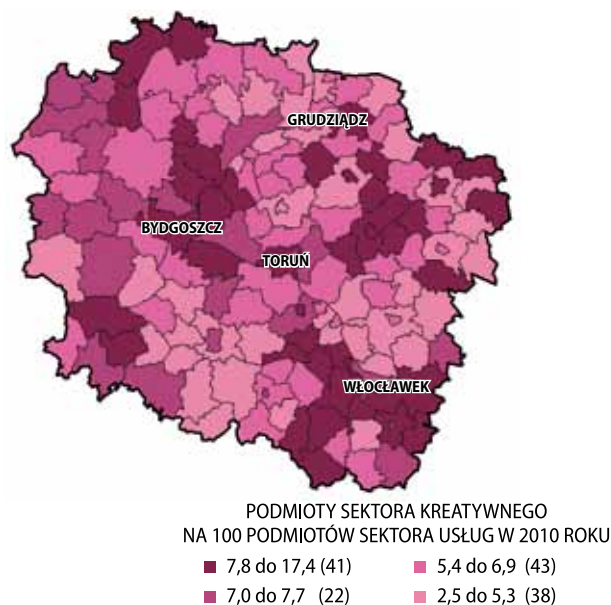 GRUDZIĄDZ
BYDGOSZCZ
TORUŃ
WŁOCŁAWEK
PODMIOTY SEKTORA KREATYWNEGO
NA 100 PODMIOTÓW SEKTORA USŁUG W 2010 ROKU
7,8 do 17,4 (41) 5,4 do 6,9 (43)
7,0 do 7,7 (22) 2,5 do 5,3 (38)